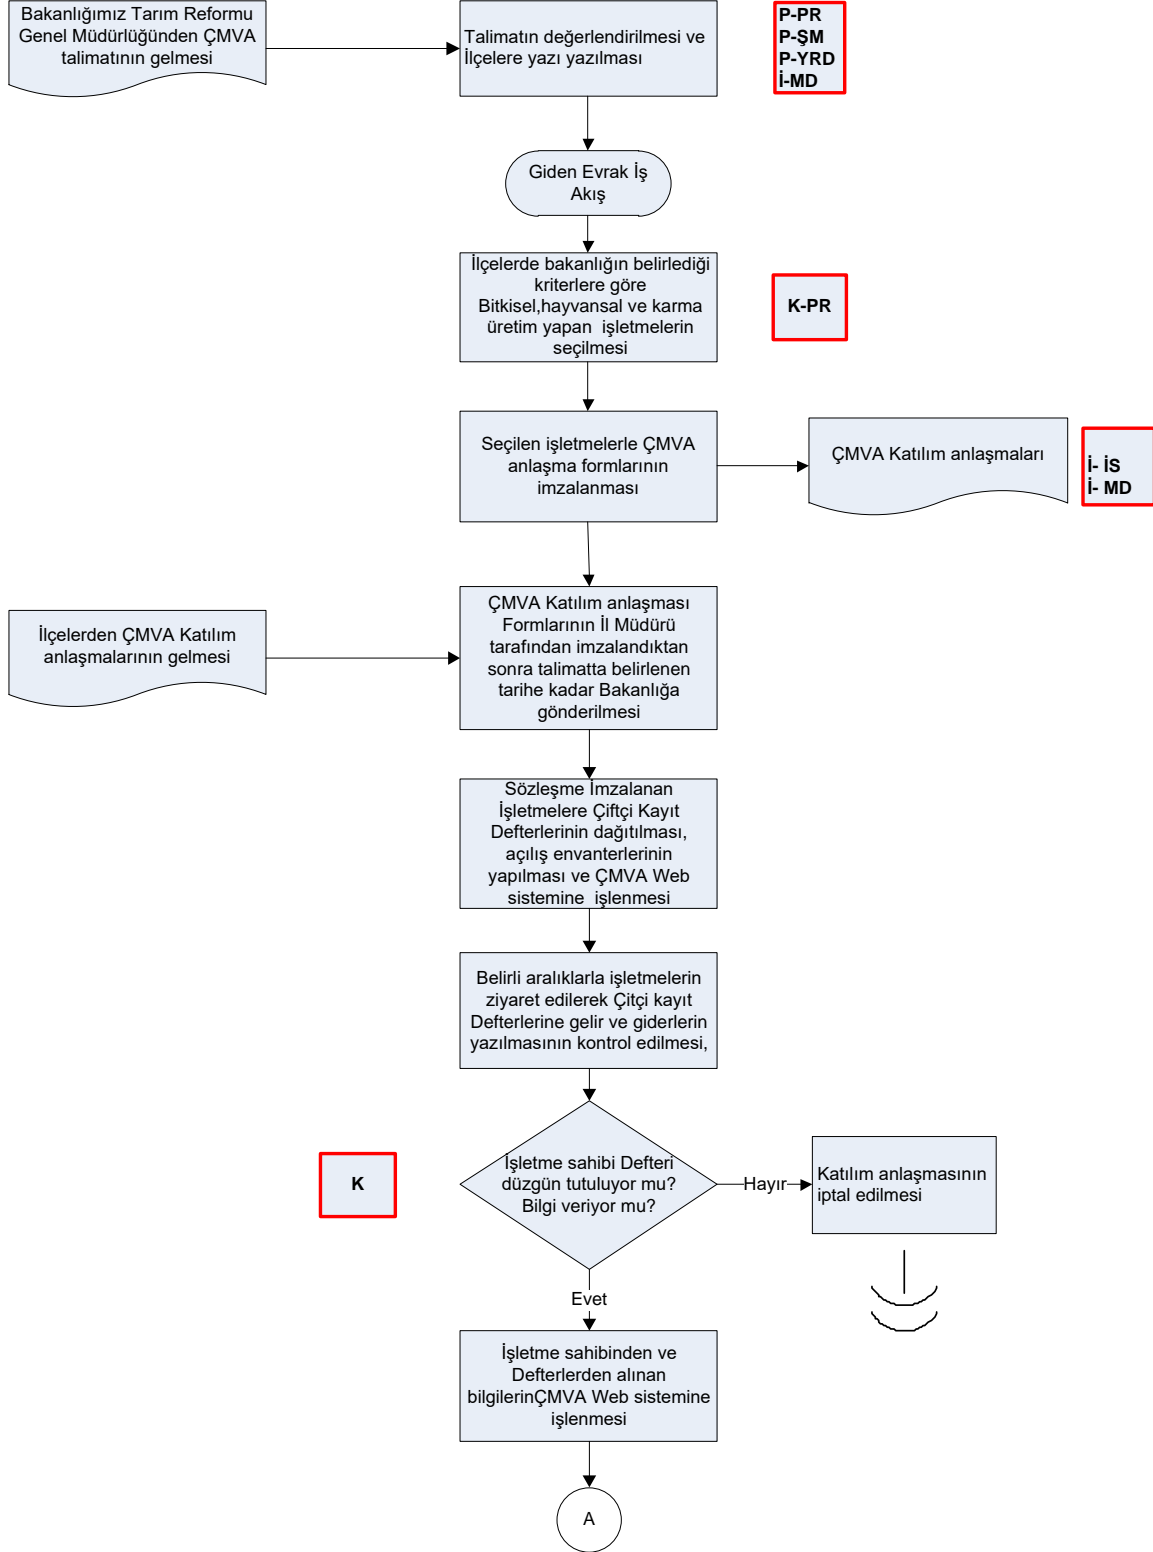 Bakanlığımız Tarım Reformu
Genel Müdürlüğünden ÇMVA
talimatının gelmesi
Talimatın değerlendirilmesi ve
İlçelere yazı yazılması
P-PR
P-ŞM
P-YRD
İ-MD
Giden Evrak İş
Akış
İlçelerde bakanlığın belirlediği
kriterlere göre
Bitkisel,hayvansal ve karma
üretim yapan işletmelerin
seçilmesi
K-PR
Seçilen işletmelerle ÇMVA
anlaşma formlarının
imzalanması
ÇMVA Katılım anlaşmaları
İ- İS
İ- MD
İlçelerden ÇMVA Katılım
anlaşmalarının gelmesi
ÇMVA Katılım anlaşması
Formlarının İl Müdürü
tarafından imzalandıktan
sonra talimatta belirlenen
tarihe kadar Bakanlığa
gönderilmesi
Sözleşme İmzalanan
İşletmelere Çiftçi Kayıt
Defterlerinin dağıtılması,
açılış envanterlerinin
yapılması ve ÇMVA Web
sistemine işlenmesi
Belirli aralıklarla işletmelerin
ziyaret edilerek Çitçi kayıt
Defterlerine gelir ve giderlerin
yazılmasının kontrol edilmesi,
K
İşletme sahibi Defteri
düzgün tutuluyor mu?
Bilgi veriyor mu?
Hayır
Katılım anlaşmasının
iptal edilmesi
Evet
İşletme sahibinden ve
Defterlerden alınan
bilgilerinÇMVA Web sistemine
işlenmesi
A